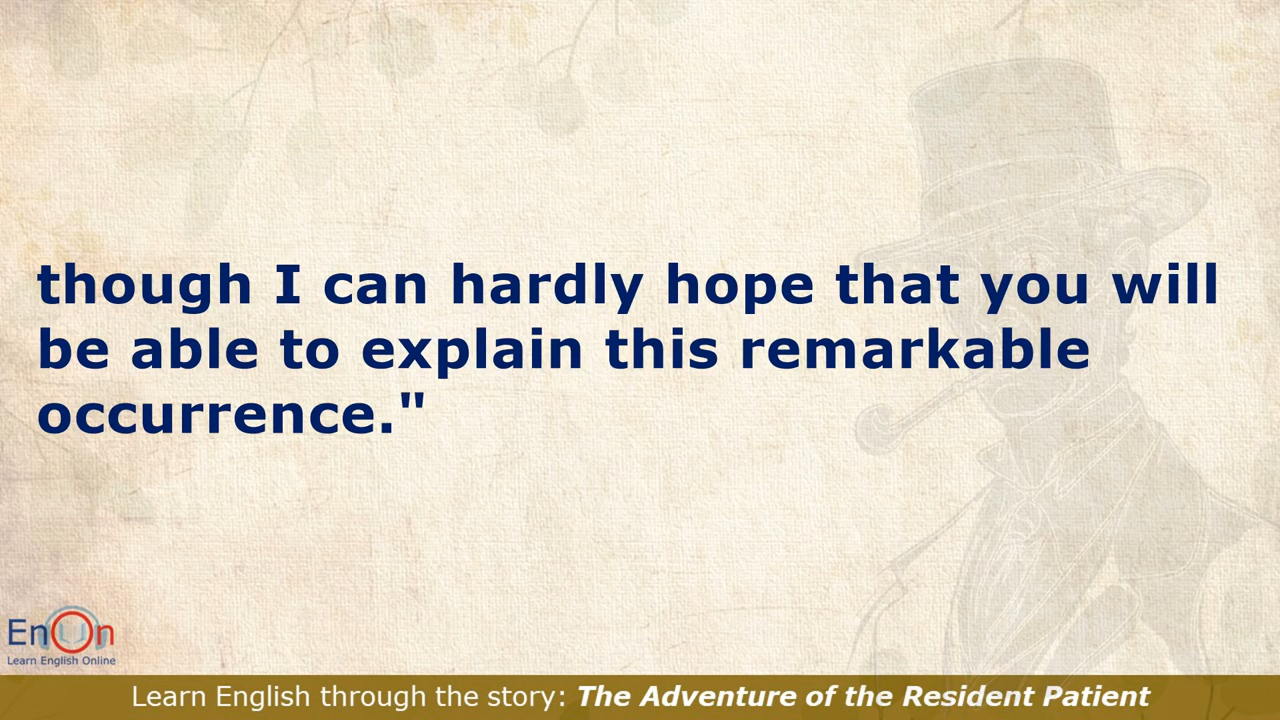 though I can hardly hope that you will
be able to explain this remarkable
occurrence."
EnOn
Learn English Online
Learn English through the story: The Adventure of the Resident Patient